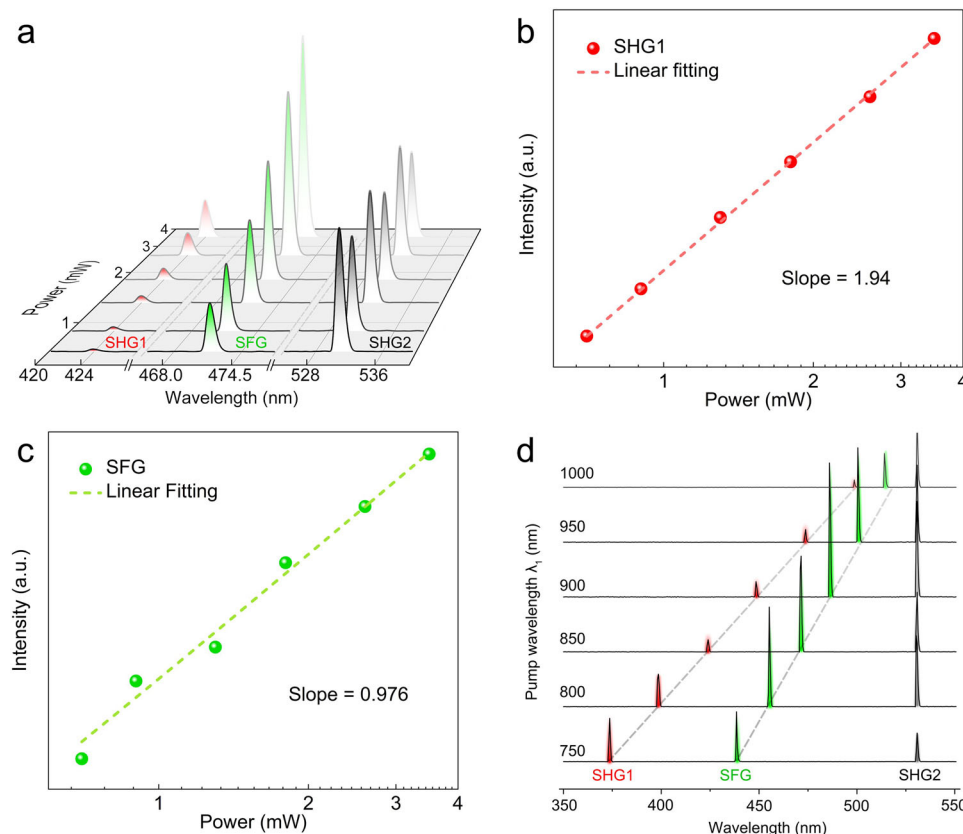 a
Power (mW)
4
3
2
1
SHG1
SFG
SHG2
420
424
468.0
474.5
528
536
Wavelength (nm)
b
SHG1
Linear fitting
Intensity (a.u.)
Slope = 1.94
1
2
3
4
Power (mW)
c
SFG
Linear Fitting
Intensity (a.u.)
Slope = 0.976
1
2
3
4
Power (mW)
d
Pump wavelength λ₁ (nm)
1000
950
900
850
800
750
SHG1
SFG
SHG2
350
400
450
500
550
Wavelength (nm)